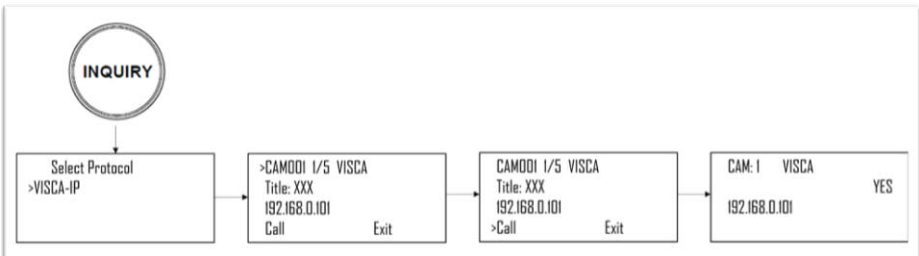 INQUIRY
Select Protocol
>VISCA-IP
>CAM001 1/5 VISCA
Title: XXX
192.168.0.101
Call Exit
CAM001 1/5 VISCA
Title: XXX
192.168.0.101
>Call Exit
CAM: 1 VISCA
YES
192.168.0.101